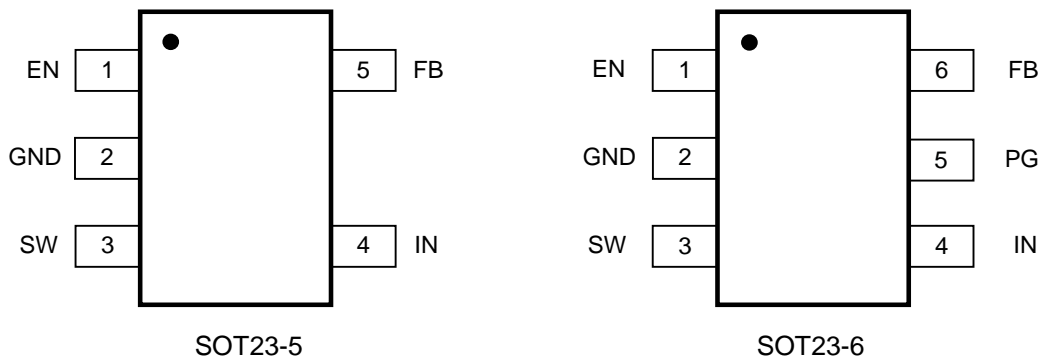 EN 1 5 FB
GND 2
SW 3 4 IN
SOT23-5
EN 1 6 FB
GND 2 5 PG
SW 3 4 IN
SOT23-6